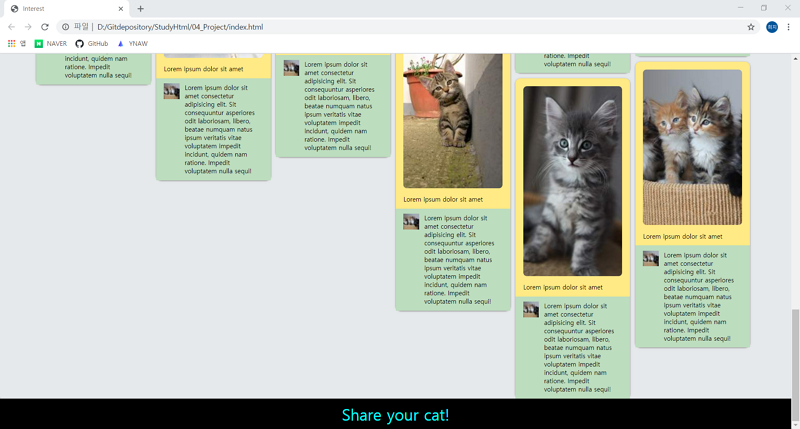 Interest
파일 | D:/Gitdepository/StudyHtml/04_Project/index.html
희지
앱 NAVER GitHub YNAW
incidunt, quidem nam
ratione. Impedit
voluptatem nulla sequi!
Lorem ipsum dolor sit amet
Lorem ipsum dolor sit
amet consectetur
adipisicing elit. Sit
consequuntur asperiores
odit laboriosam, libero,
beatae numquam natus
ipsum veritatis vitae
voluptatem impedit
incidunt, quidem nam
ratione. Impedit
voluptatem nulla sequi!
Lorem ipsum dolor sit
amet consectetur
adipisicing elit. Sit
consequuntur asperiores
odit laboriosam, libero,
beatae numquam natus
ipsum veritatis vitae
voluptatem impedit
incidunt, quidem nam
ratione. Impedit
voluptatem nulla sequi!
Lorem ipsum dolor sit amet
Lorem ipsum dolor sit
amet consectetur
adipisicing elit. Sit
consequuntur asperiores
odit laboriosam, libero,
beatae numquam natus
ipsum veritatis vitae
voluptatem impedit
incidunt, quidem nam
ratione. Impedit
voluptatem nulla sequi!
ratione. Impedit
voluptatem nulla sequi!
Lorem ipsum dolor sit amet
Lorem ipsum dolor sit
amet consectetur
adipisicing elit. Sit
consequuntur asperiores
odit laboriosam, libero,
beatae numquam natus
ipsum veritatis vitae
voluptatem impedit
incidunt, quidem nam
ratione. Impedit
voluptatem nulla sequi!
Lorem ipsum dolor sit amet
Lorem ipsum dolor sit
amet consectetur
adipisicing elit. Sit
consequuntur asperiores
odit laboriosam, libero,
beatae numquam natus
ipsum veritatis vitae
voluptatem impedit
incidunt, quidem nam
ratione. Impedit
voluptatem nulla sequi!
Share your cat!